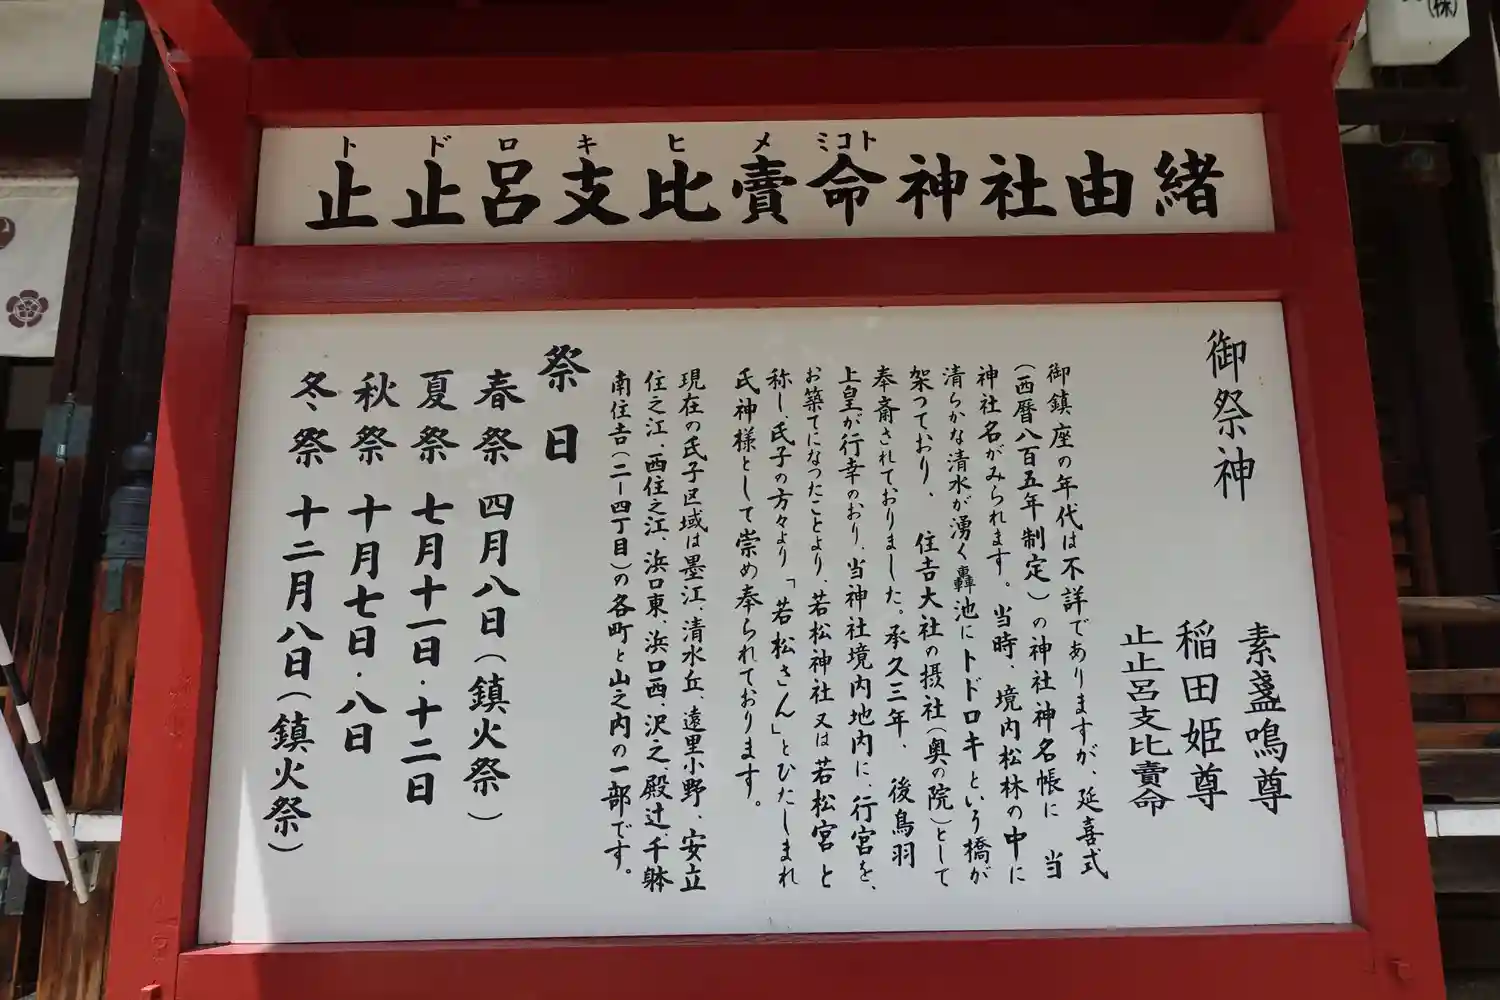 トドロキヒメミコト
止止呂支比賣命神社由緒
御祭神
素盞鳴尊
稲田姫尊
止止呂支比賣命
御鎮座の年代は不詳でありますが、延喜式
(西暦八百五年制定)の神社神名帳に 当
神社名がみられます。当時、境内松林の中に
清らかな清水が湧く轟池にトドロキという橋が
架つており、 住吉大社の摂社(奥の院)として
奉齋されておりました。承久三年、 後鳥羽
上皇が行幸のおり、当神社境内地内に、行宮を、
お築てになつたことより、若松神社又は若松宮と
称し、氏子の方々より「若松さん」とひたしまれ
氏神様として崇め奉られております。
現在の氏子区域は墨江、清水丘、遠里小野、安立
住之江、西住之江、浜口東、浜口西、沢之、殿辻、千躰
南住吉(二ー四丁目)の各町と山之内の一部です。
祭日
春祭 四月八日(鎮火祭)
夏祭 七月十一日・十二日
秋祭 十月七日・八日
冬祭 十二月八日(鎮火祭)
(株)